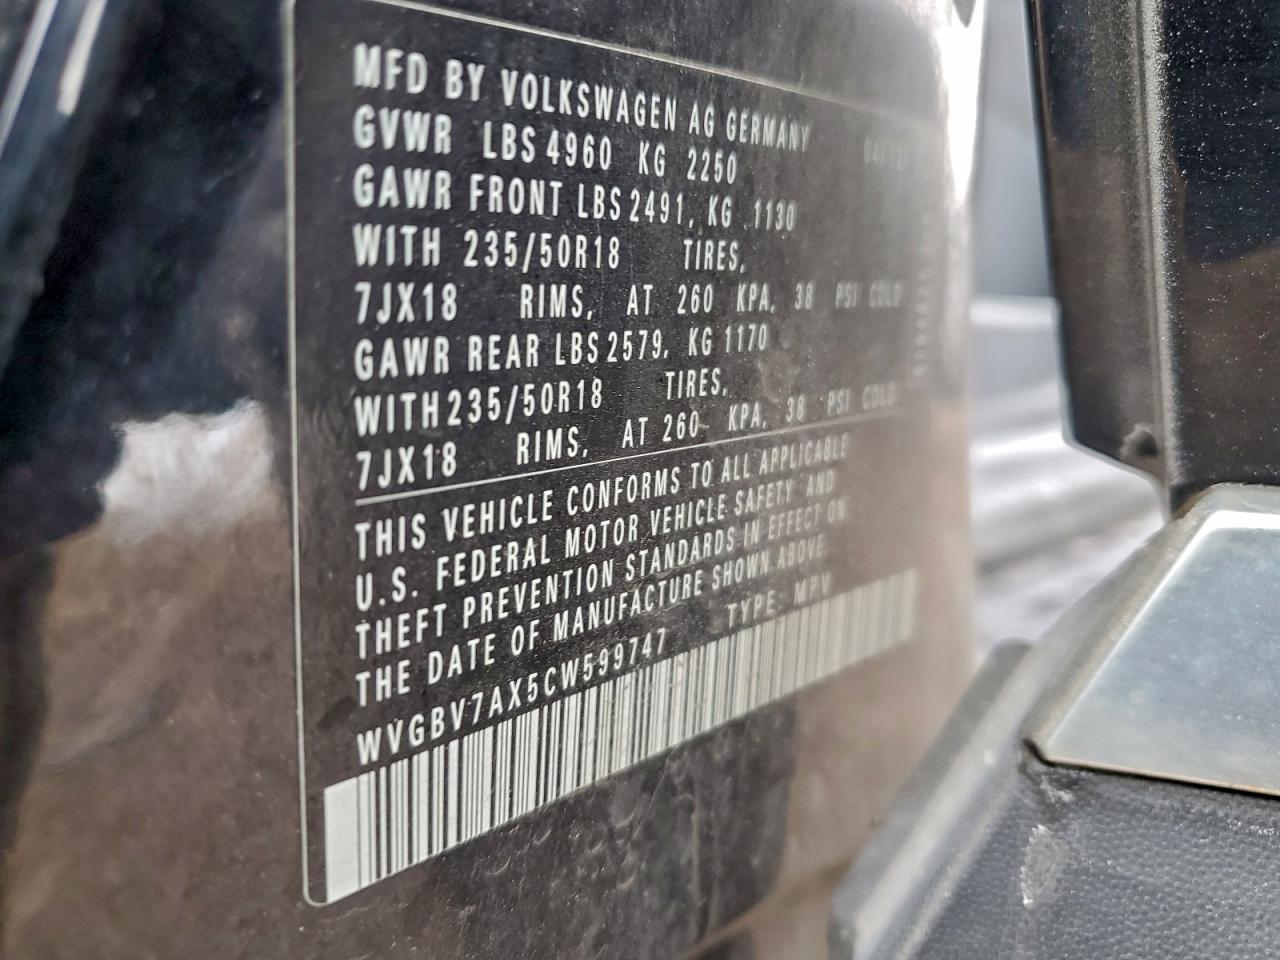 MFD BY VOLKSWAGEN AG GERMANY
GVWR LBS 4960 KG 2250
GAWR FRONT LBS 2491, KG 1130
WITH 235/50R18 TIRES,
7JX18 RIMS, AT 260 KPA, 38 PSI COLD
GAWR REAR LBS 2579, KG 1170
WITH 235/50R18 TIRES,
7JX18 RIMS, AT 260 KPA, 38 PSI COLD
THIS VEHICLE CONFORMS TO ALL APPLICABLE
U.S. FEDERAL MOTOR VEHICLE SAFETY AND
THEFT PREVENTION STANDARDS IN EFFECT ON
THE DATE OF MANUFACTURE SHOWN ABOVE.
WVGBV7AX5CW599747 TYPE: MPV